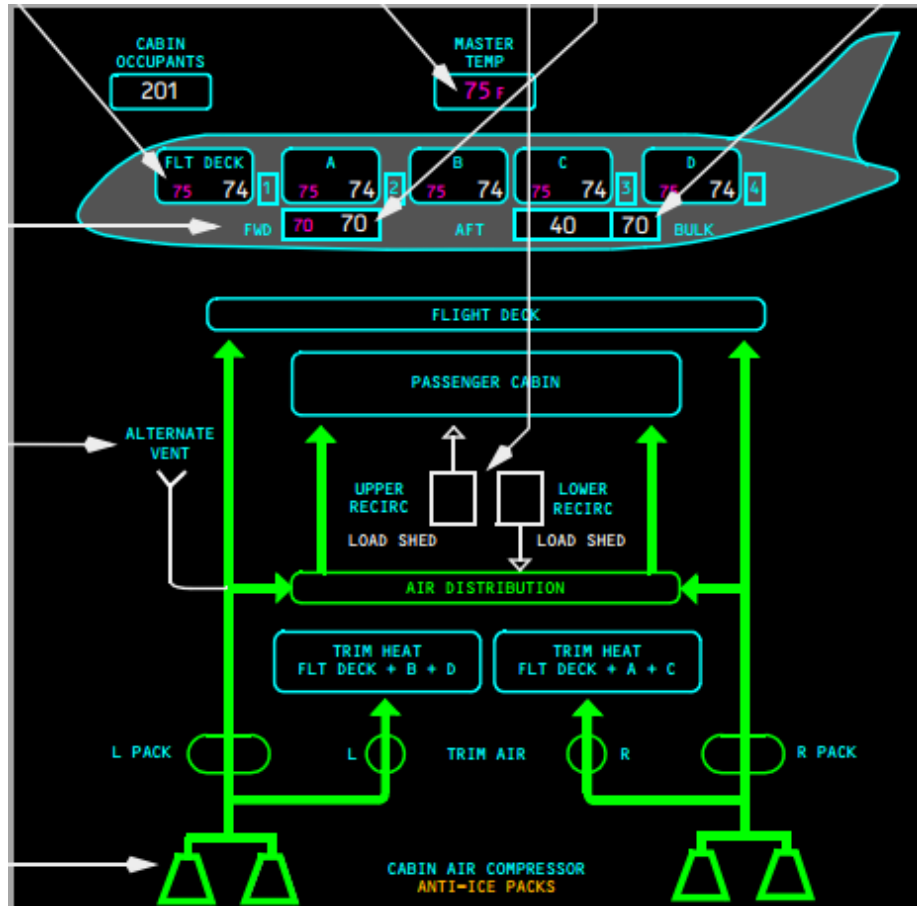 CABIN
OCCUPANTS
201
MASTER
TEMP
75 F
FLT DECK
75 74
1
A
75 74
2
B
75 74
C
75 74
3
D
75 74
4
FWD
70 70
AFT
40
70
BULK
FLIGHT DECK
PASSENGER CABIN
ALTERNATE
VENT
UPPER
RECIRC
LOAD SHED
LOWER
RECIRC
LOAD SHED
AIR DISTRIBUTION
TRIM HEAT
FLT DECK + B + D
TRIM HEAT
FLT DECK + A + C
L PACK
L
TRIM AIR
R
R PACK
CABIN AIR COMPRESSOR
ANTI-ICE PACKS